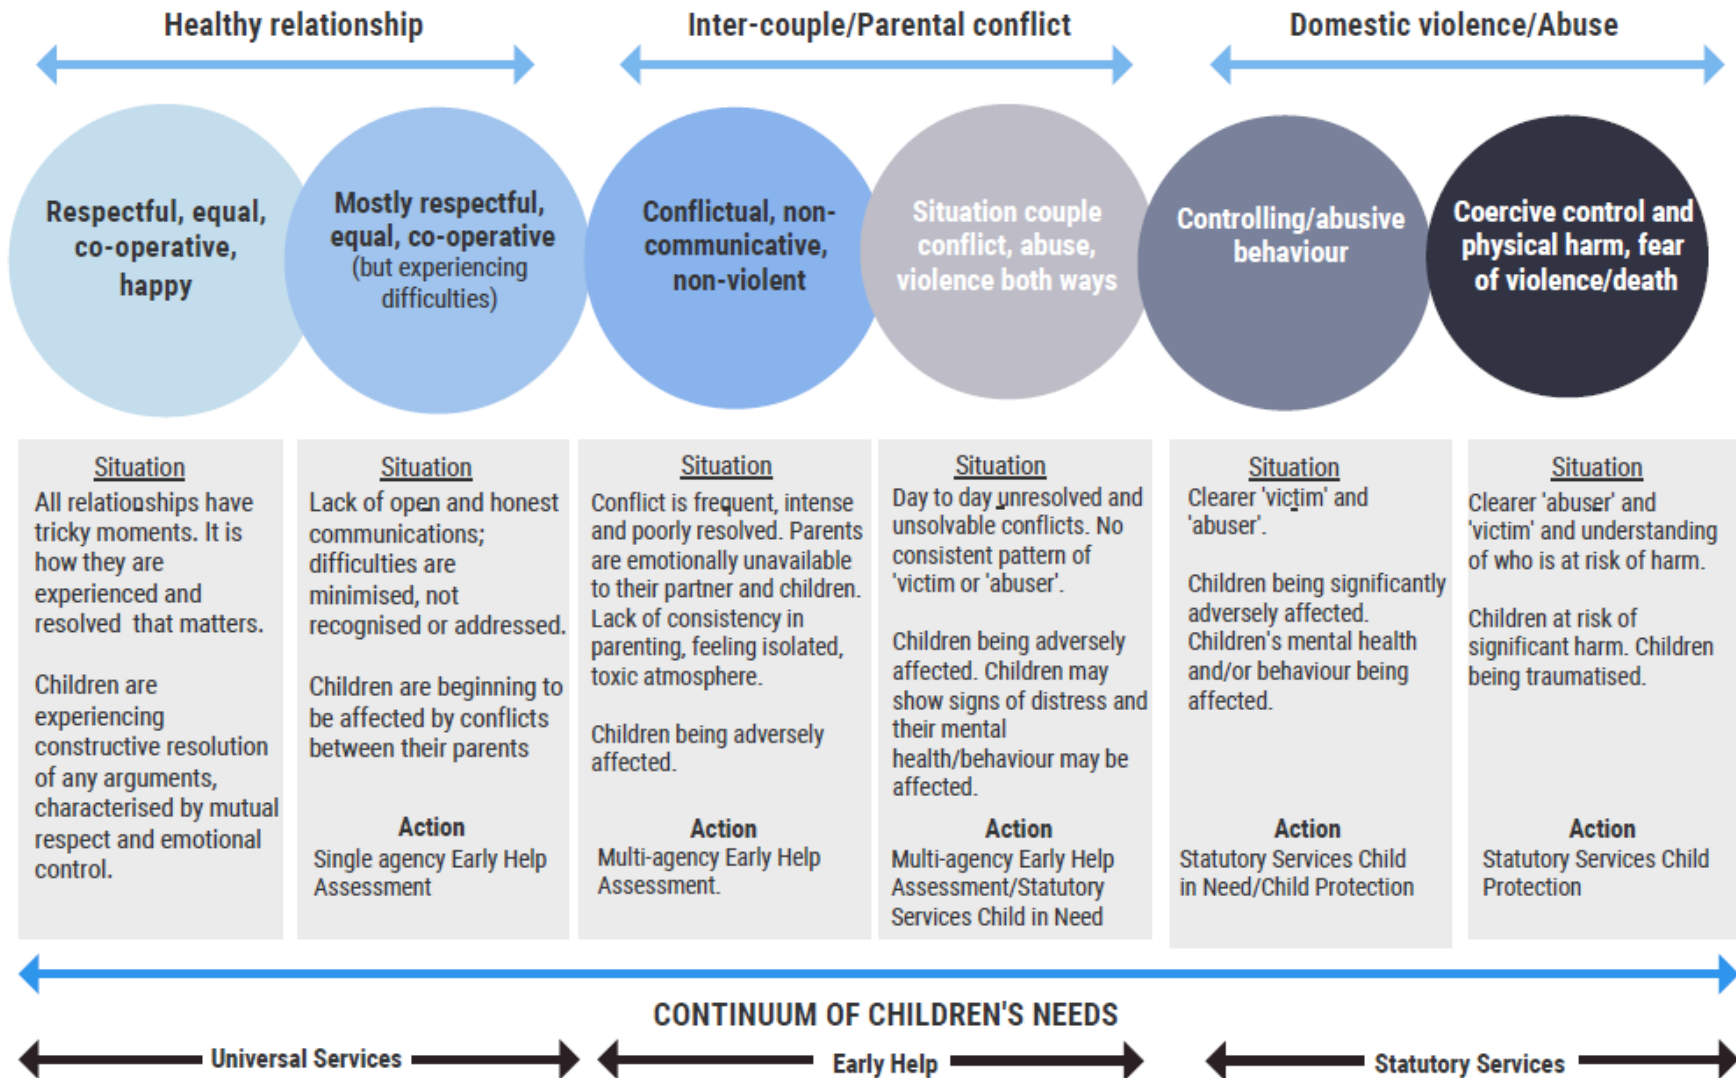 Healthy relationship
Inter-couple/Parental conflict
Domestic violence/Abuse
Respectful, equal,
co-operative,
happy
Mostly respectful,
equal, co-operative
(but experiencing
difficulties)
Conflictual, non-
communicative,
non-violent
Situation couple
conflict, abuse,
violence both ways
Controlling/abusive
behaviour
Coercive control and
physical harm, fear
of violence/death
Situation
All relationships have
tricky moments. It is
how they are
experienced and
resolved that matters.
Children are
experiencing
constructive resolution
of any arguments,
characterised by mutual
respect and emotional
control.
Situation
Lack of open and honest
communications;
difficulties are
minimised, not
recognised or addressed.
Children are beginning to
be affected by conflicts
between their parents
Action
Single agency Early Help
Assessment
Situation
Conflict is frequent, intense
and poorly resolved. Parents
are emotionally unavailable
to their partner and children.
Lack of consistency in
parenting, feeling isolated,
toxic atmosphere.
Children being adversely
affected.
Action
Multi-agency Early Help
Assessment.
Situation
Day to day unresolved and
unsolvable conflicts. No
consistent pattern of
'victim or 'abuser'.
Children being adversely
affected. Children may
show signs of distress and
their mental
health/behaviour may be
affected.
Action
Multi-agency Early Help
Assessment/Statutory
Services Child in Need
Situation
Clearer 'victim' and
'abuser'.
Children being significantly
adversely affected.
Children's mental health
and/or behaviour being
affected.
Action
Statutory Services Child
in Need/Child Protection
Situation
Clearer 'abuser' and
'victim' and understanding
of who is at risk of harm.
Children at risk of
significant harm. Children
being traumatised.
Action
Statutory Services Child
Protection
CONTINUUM OF CHILDREN'S NEEDS
Universal Services
Early Help
Statutory Services